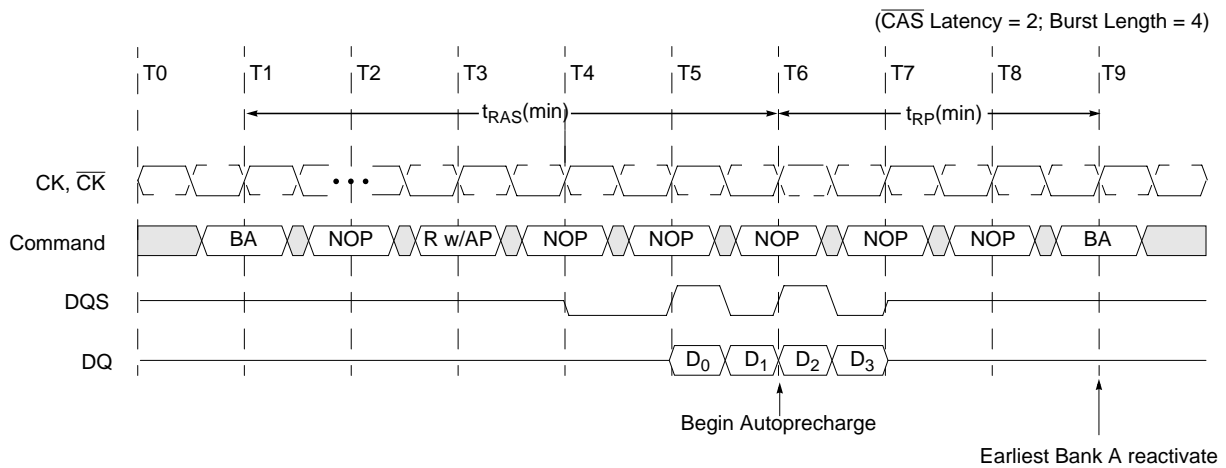 (CAS Latency = 2; Burst Length = 4)
T0 T1 T2 T3 T4 T5 T6 T7 T8 T9
tRAS(min) tRP(min)
CK, CK
• • •
Command BA NOP R w/AP NOP NOP NOP NOP NOP BA
DQS
DQ D0 D1 D2 D3
Begin Autoprecharge
Earliest Bank A reactivate